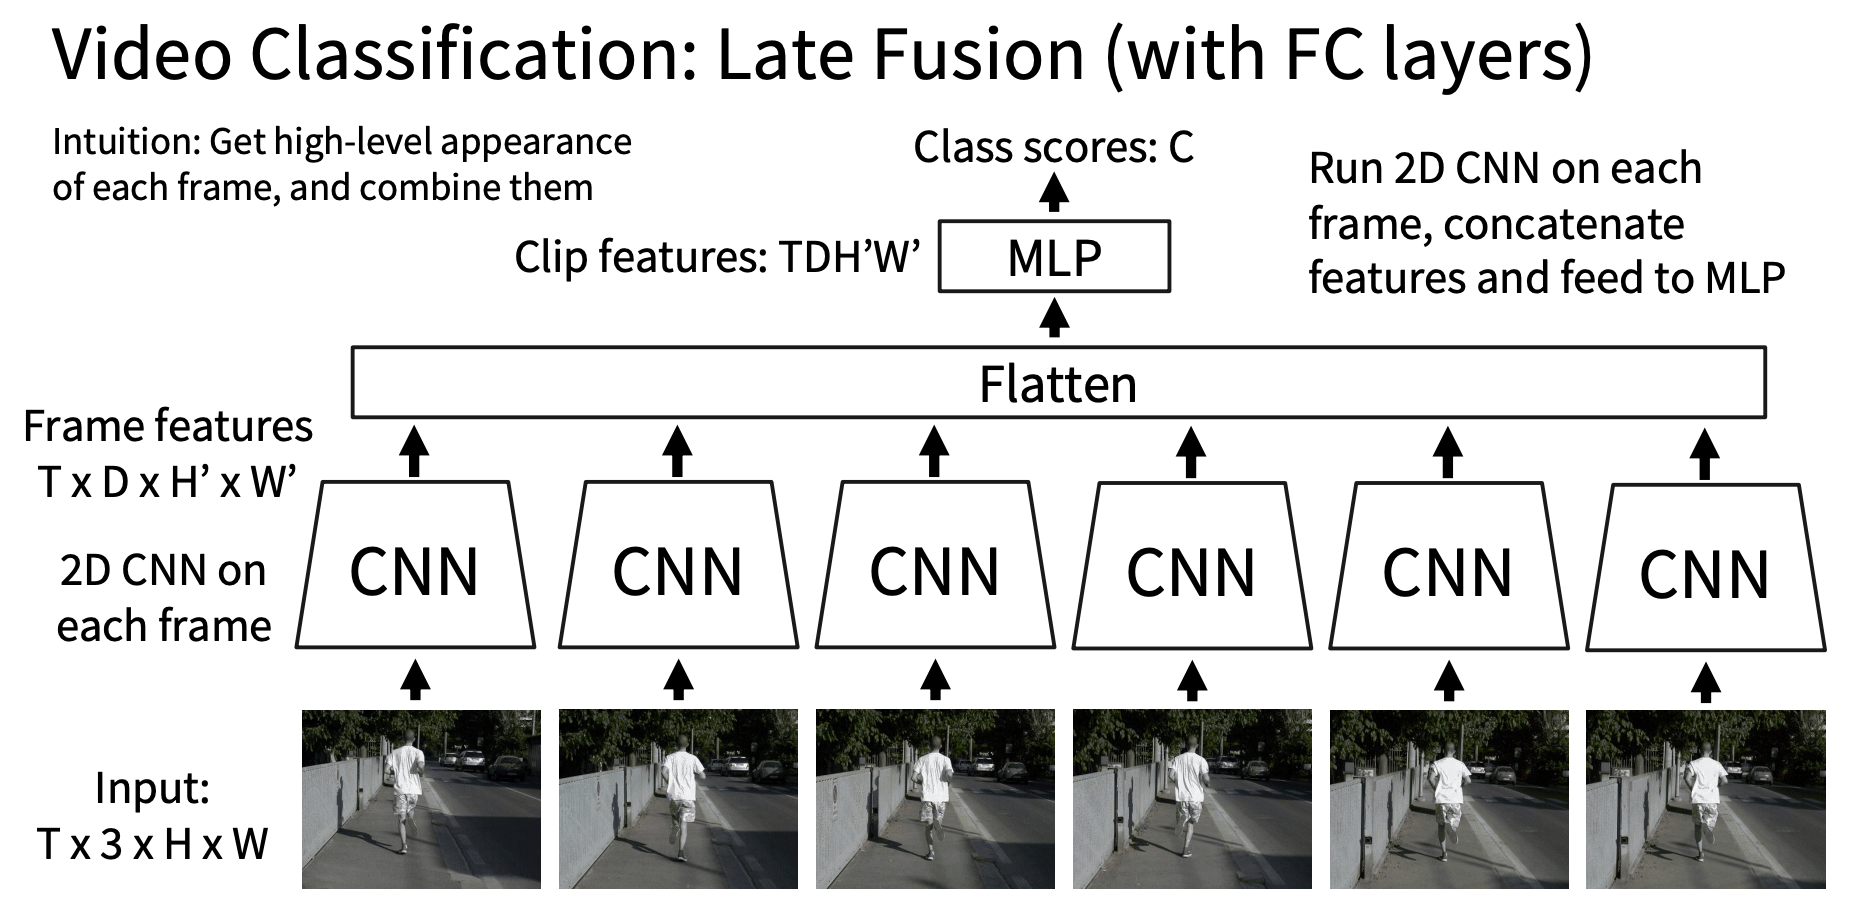 Video Classification: Late Fusion (with FC layers)
Intuition: Get high-level appearance
of each frame, and combine them
Class scores: C
Run 2D CNN on each
frame, concatenate
features and feed to MLP
Clip features: TDH’W’
MLP
Flatten
Frame features
T x D x H’ x W’
2D CNN on
each frame
CNN CNN CNN CNN CNN CNN
Input:
T x 3 x H x W